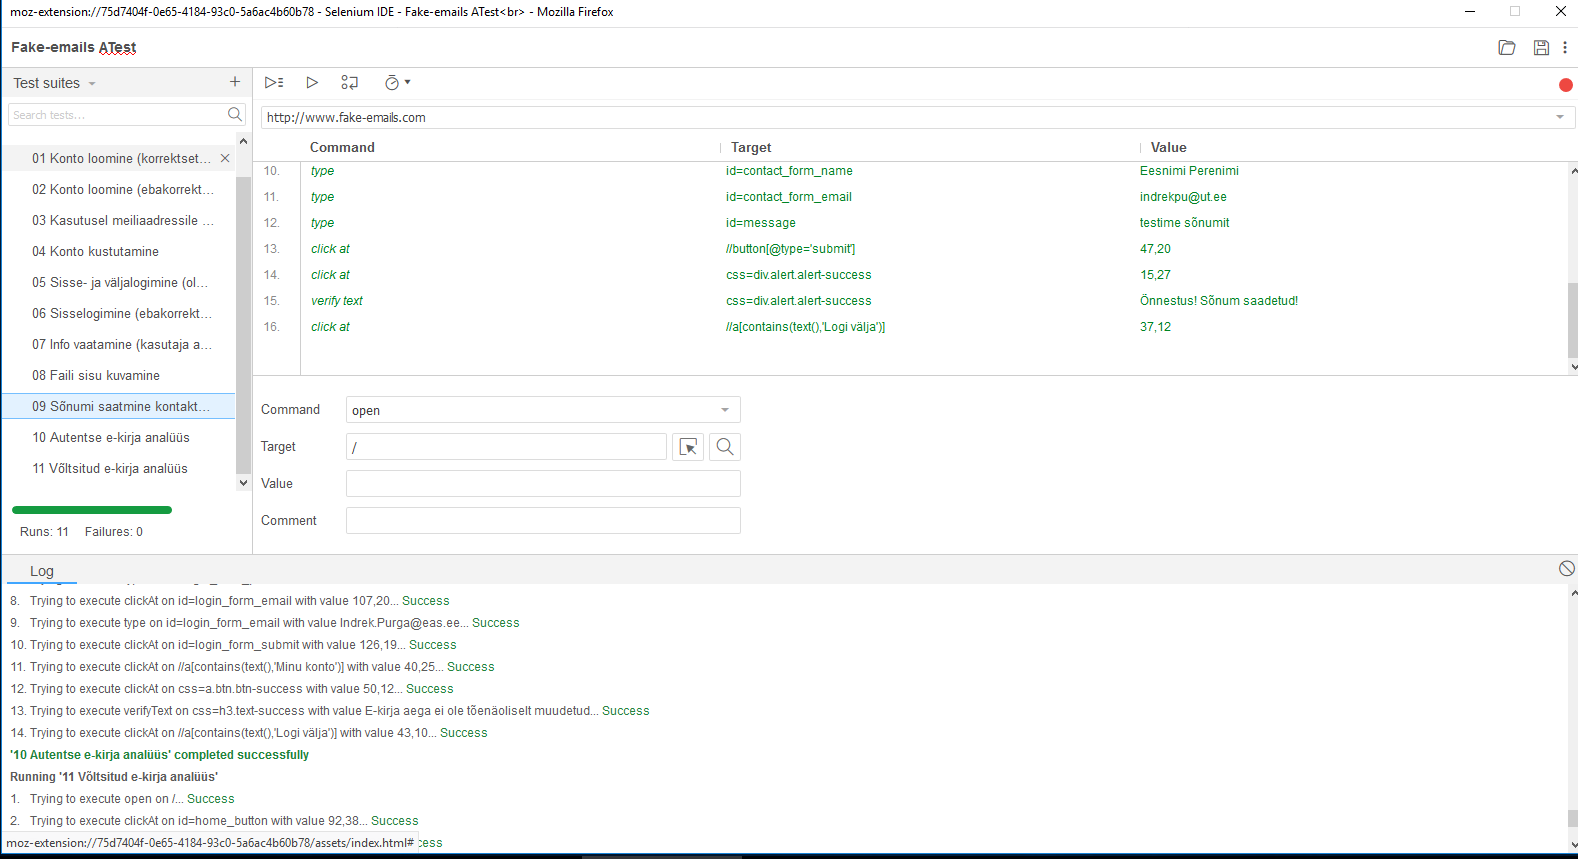 moz-extension://75d7404f-0e65-4184-93c0-5a6ac4b60b78 - Selenium IDE - Fake-emails ATest<br> - Mozilla Firefox
Fake-emails ATest
Test suites
+
Search tests...
01 Konto loomine (korrektset...
02 Konto loomine (ebakorrekt...
03 Kasutusel meiliaadressile ...
04 Konto kustutamine
05 Sisse- ja väljalogimine (ol...
06 Sisselogimine (ebakorrekt...
07 Info vaatamine (kasutaja a...
08 Faili sisu kuvamine
09 Sõnumi saatmine kontakt...
10 Autentse e-kirja analüüs
11 Võltsitud e-kirja analüüs
Runs: 11 Failures: 0
http://www.fake-emails.com
Command Target Value
10. type id=contact_form_name Eesnimi Perenimi
11. type id=contact_form_email indrekpu@ut.ee
12. type id=message testime sõnumit
13. click at //button[@type='submit'] 47,20
14. click at css=div.alert.alert-success 15,27
15. verify text css=div.alert.alert-success Õnnestus! Sõnum saadetud!
16. click at //a[contains(text(),'Logi välja')] 37,12
Command open
Target /
Value
Comment
Log
8. Trying to execute clickAt on id=login_form_email with value 107,20... Success
9. Trying to execute type on id=login_form_email with value Indrek.Purga@eas.ee... Success
10. Trying to execute clickAt on id=login_form_submit with value 126,19... Success
11. Trying to execute clickAt on //a[contains(text(),'Minu konto')] with value 40,25... Success
12. Trying to execute clickAt on css=a.btn.btn-success with value 50,12... Success
13. Trying to execute verifyText on css=h3.text-success with value E-kirja aega ei ole tõenäoliselt muudetud... Success
14. Trying to execute clickAt on //a[contains(text(),'Logi välja')] with value 43,10... Success
'10 Autentse e-kirja analüüs' completed successfully
Running '11 Võltsitud e-kirja analüüs'
1. Trying to execute open on /... Success
2. Trying to execute clickAt on id=home_button with value 92,38... Success
moz-extension://75d7404f-0e65-4184-93c0-5a6ac4b60b78/assets/index.html# cess